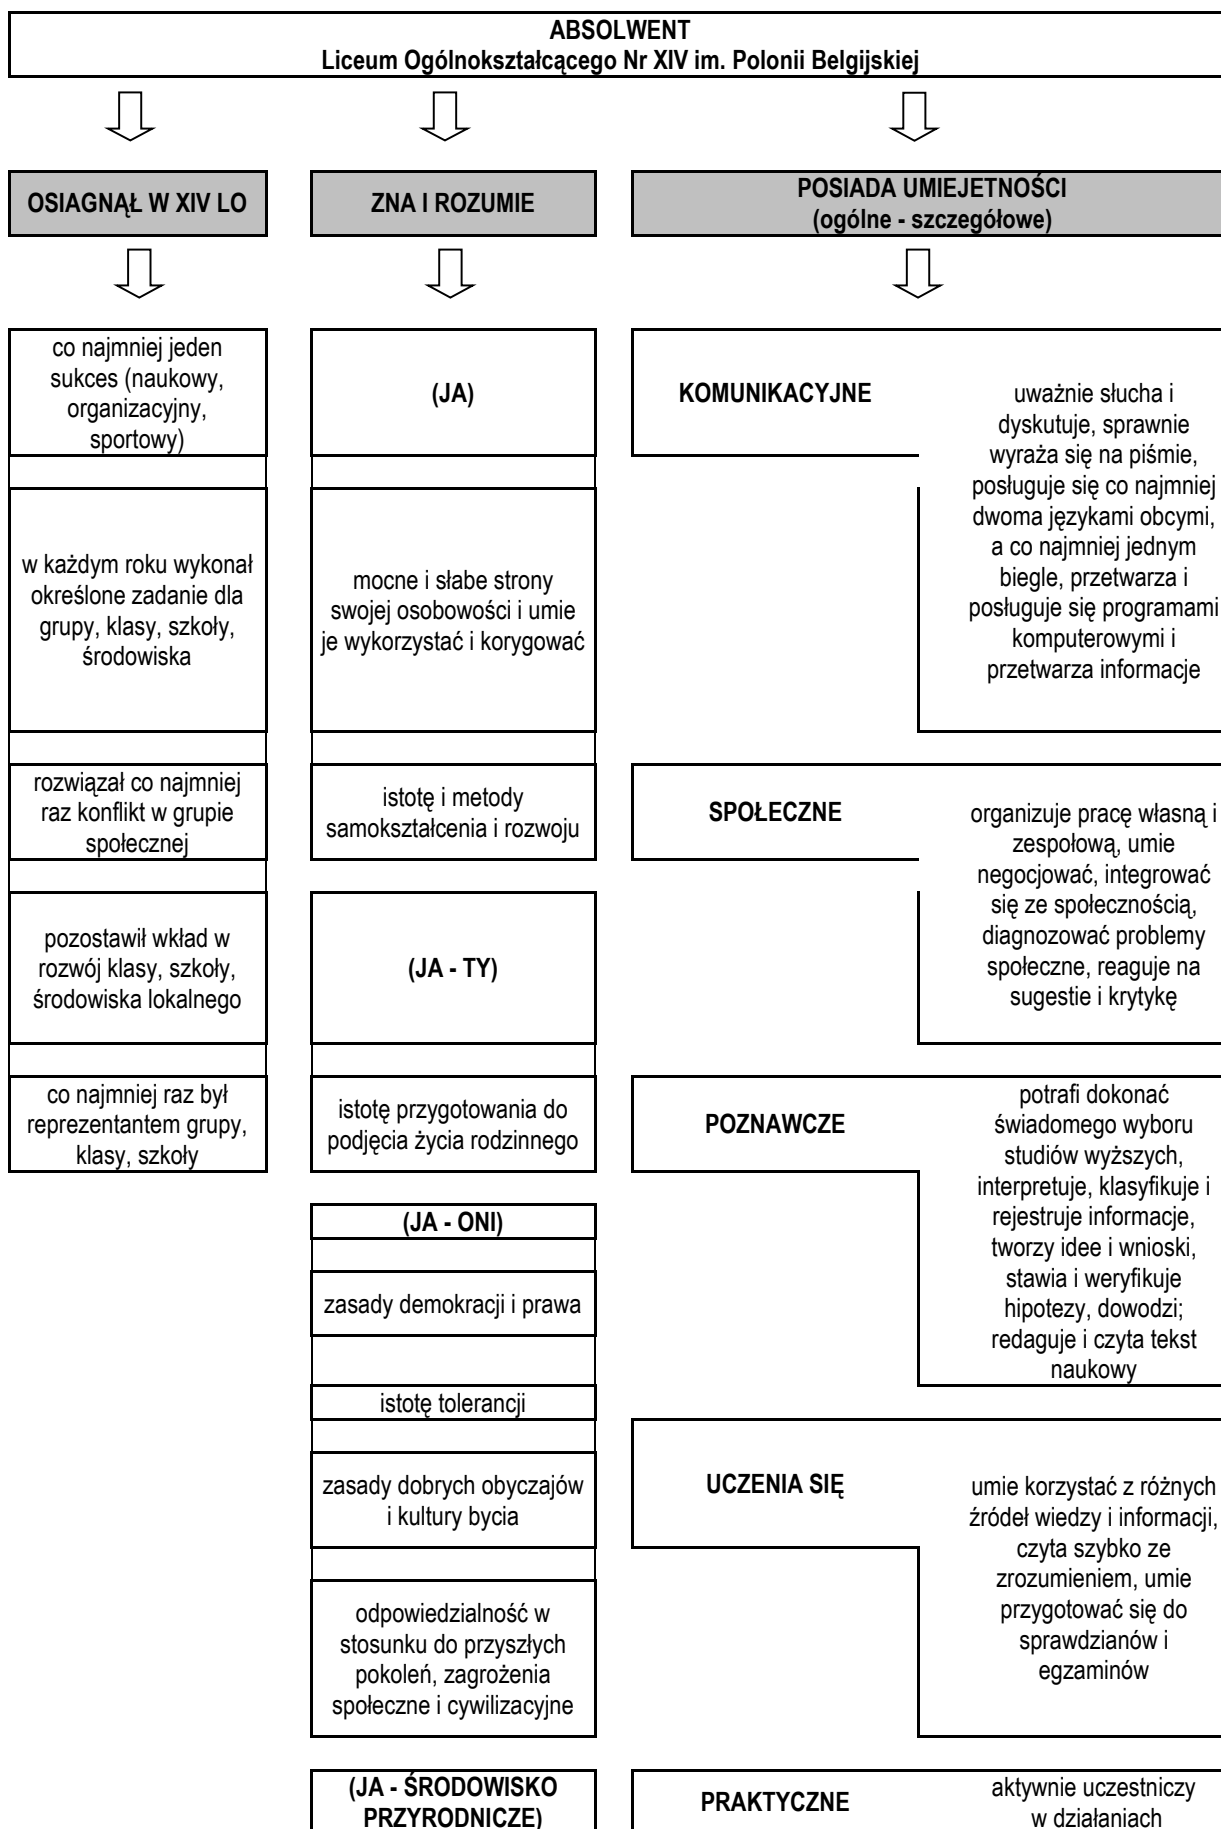 ABSOLWENT
Liceum Ogólnokształcącego Nr XIV im. Polonii Belgijskiej
OSIAGNĄŁ W XIV LO
ZNA I ROZUMIE
POSIADA UMIEJETNOŚCI
(ogólne - szczegółowe)
co najmniej jeden
sukces (naukowy,
organizacyjny,
sportowy)
w każdym roku wykonał
określone zadanie dla
grupy, klasy, szkoły,
środowiska
rozwiązał co najmniej
raz konflikt w grupie
społecznej
pozostawił wkład w
rozwój klasy, szkoły,
środowiska lokalnego
co najmniej raz był
reprezentantem grupy,
klasy, szkoły
(JA)
mocne i słabe strony
swojej osobowości i umie
je wykorzystać i korygować
istotę i metody
samokształcenia i rozwoju
(JA - TY)
istotę przygotowania do
podjęcia życia rodzinnego
(JA - ONI)
zasady demokracji i prawa
istotę tolerancji
zasady dobrych obyczajów
i kultury bycia
odpowiedzialność w
stosunku do przyszłych
pokoleń, zagrożenia
społeczne i cywilizacyjne
(JA - ŚRODOWISKO
PRZYRODNICZE)
KOMUNIKACYJNE
uważnie słucha i
dyskutuje, sprawnie
wyraża się na piśmie,
posługuje się co najmniej
dwoma językami obcymi,
a co najmniej jednym
biegle, przetwarza i
posługuje się programami
komputerowymi i
przetwarza informacje
SPOŁECZNE
organizuje pracę własną i
zespołową, umie
negocjować, integrować
się ze społecznością,
diagnozować problemy
społeczne, reaguje na
sugestie i krytykę
POZNAWCZE
potrafi dokonać
świadomego wyboru
studiów wyższych,
interpretuje, klasyfikuje i
rejestruje informacje,
tworzy idee i wnioski,
stawia i weryfikuje
hipotezy, dowodzi;
redaguje i czyta tekst
naukowy
UCZENIA SIĘ
umie korzystać z różnych
źródeł wiedzy i informacji,
czyta szybko ze
zrozumieniem, umie
przygotować się do
sprawdzianów i
egzaminów
PRAKTYCZNE
aktywnie uczestniczy
w działaniach